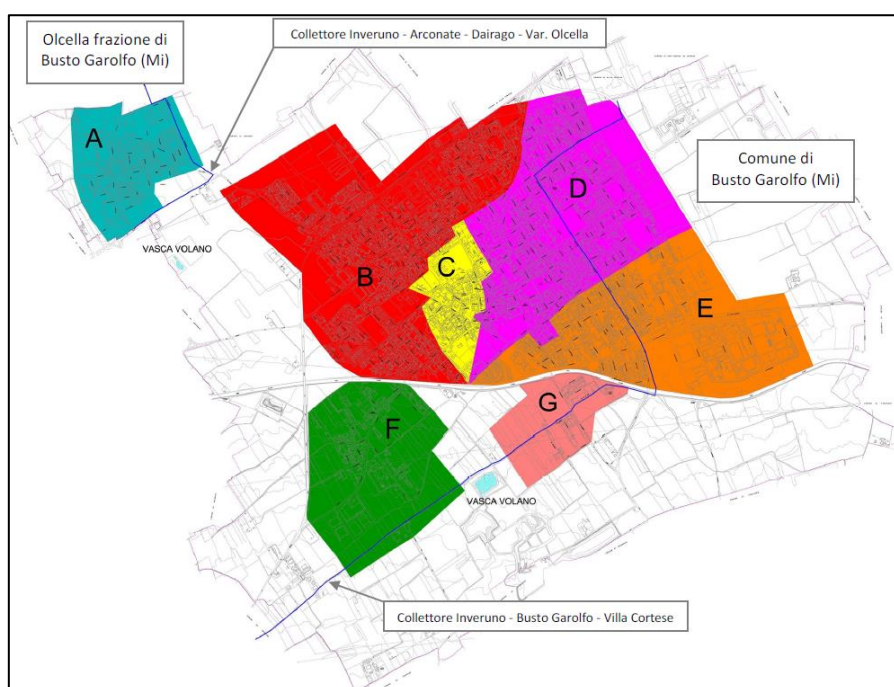 Olcella frazione di
Busto Garolfo (Mi)
Collettore Inveruno - Arconate - Dairago - Var. Olcella
A
D
Comune di
Busto Garolfo (Mi)
VASCA VOLANO
B
C
E
G
F
VASCA VOLANO
Collettore Inveruno - Busto Garolfo - Villa Cortese